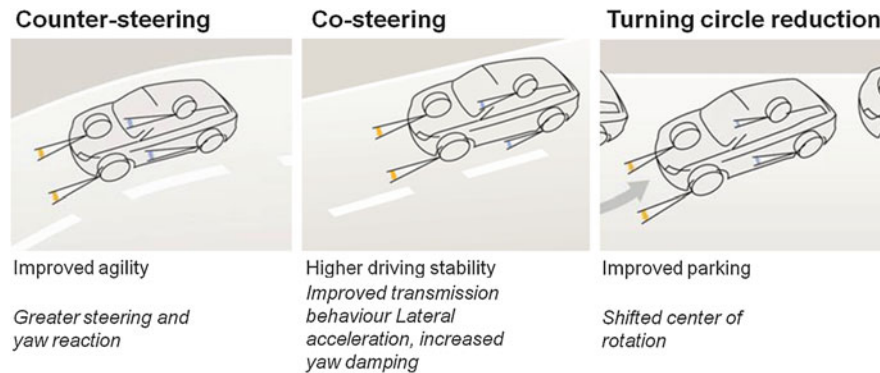 Counter-steering
Co-steering
Turning circle reduction
Improved agility
Greater steering and
yaw reaction
Higher driving stability
Improved transmission
behaviour Lateral
acceleration, increased
yaw damping
Improved parking
Shifted center of
rotation